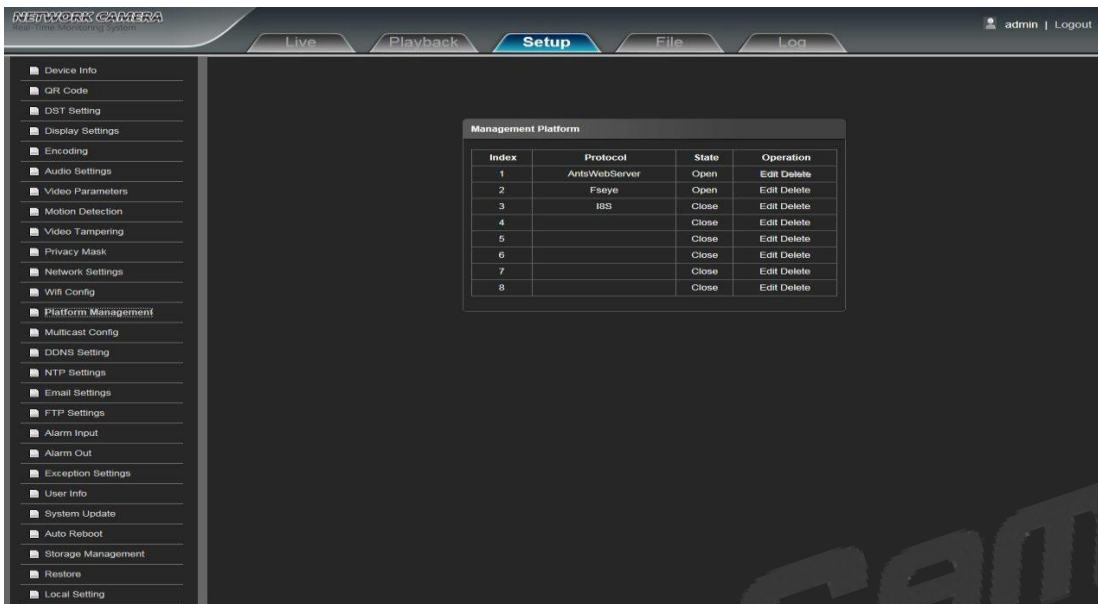 NETWORK CAMERA
Real-Time Monitoring System
admin | Logout
Live Playback Setup File Log
Device Info
QR Code
DST Setting
Display Settings
Encoding
Audio Settings
Video Parameters
Motion Detection
Video Tampering
Privacy Mask
Network Settings
Wifi Config
Platform Management
Multicast Config
DDNS Setting
NTP Settings
Email Settings
FTP Settings
Alarm Input
Alarm Out
Exception Settings
User Info
System Update
Auto Reboot
Storage Management
Restore
Local Setting
Management Platform
Index Protocol State Operation
1 AntsWebServer Open Edit Delete
2 Fseye Open Edit Delete
3 I8S Close Edit Delete
4 Close Edit Delete
5 Close Edit Delete
6 Close Edit Delete
7 Close Edit Delete
8 Close Edit Delete